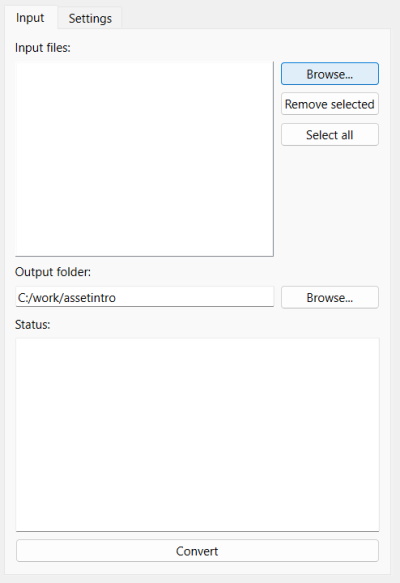 Input
Settings
Input files:
Browse...
Remove selected
Select all
Output folder:
C:/work/assetintro
Browse...
Status:
Convert